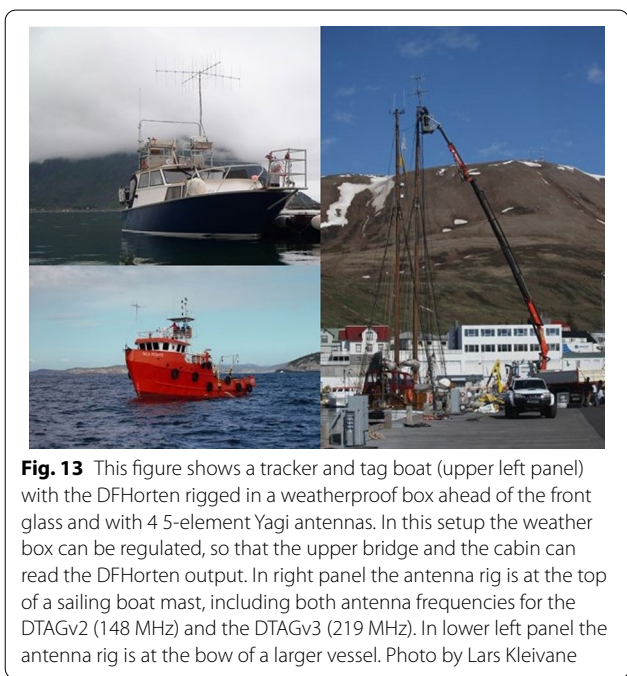 Fig. 13 This figure shows a tracker and tag boat (upper left panel)
with the DFHorten rigged in a weatherproof box ahead of the front
glass and with 4 5-element Yagi antennas. In this setup the weather
box can be regulated, so that the upper bridge and the cabin can
read the DFHorten output. In right panel the antenna rig is at the top
of a sailing boat mast, including both antenna frequencies for the
DTAGv2 (148 MHz) and the DTAGv3 (219 MHz). In lower left panel the
antenna rig is at the bow of a larger vessel. Photo by Lars Kleivane